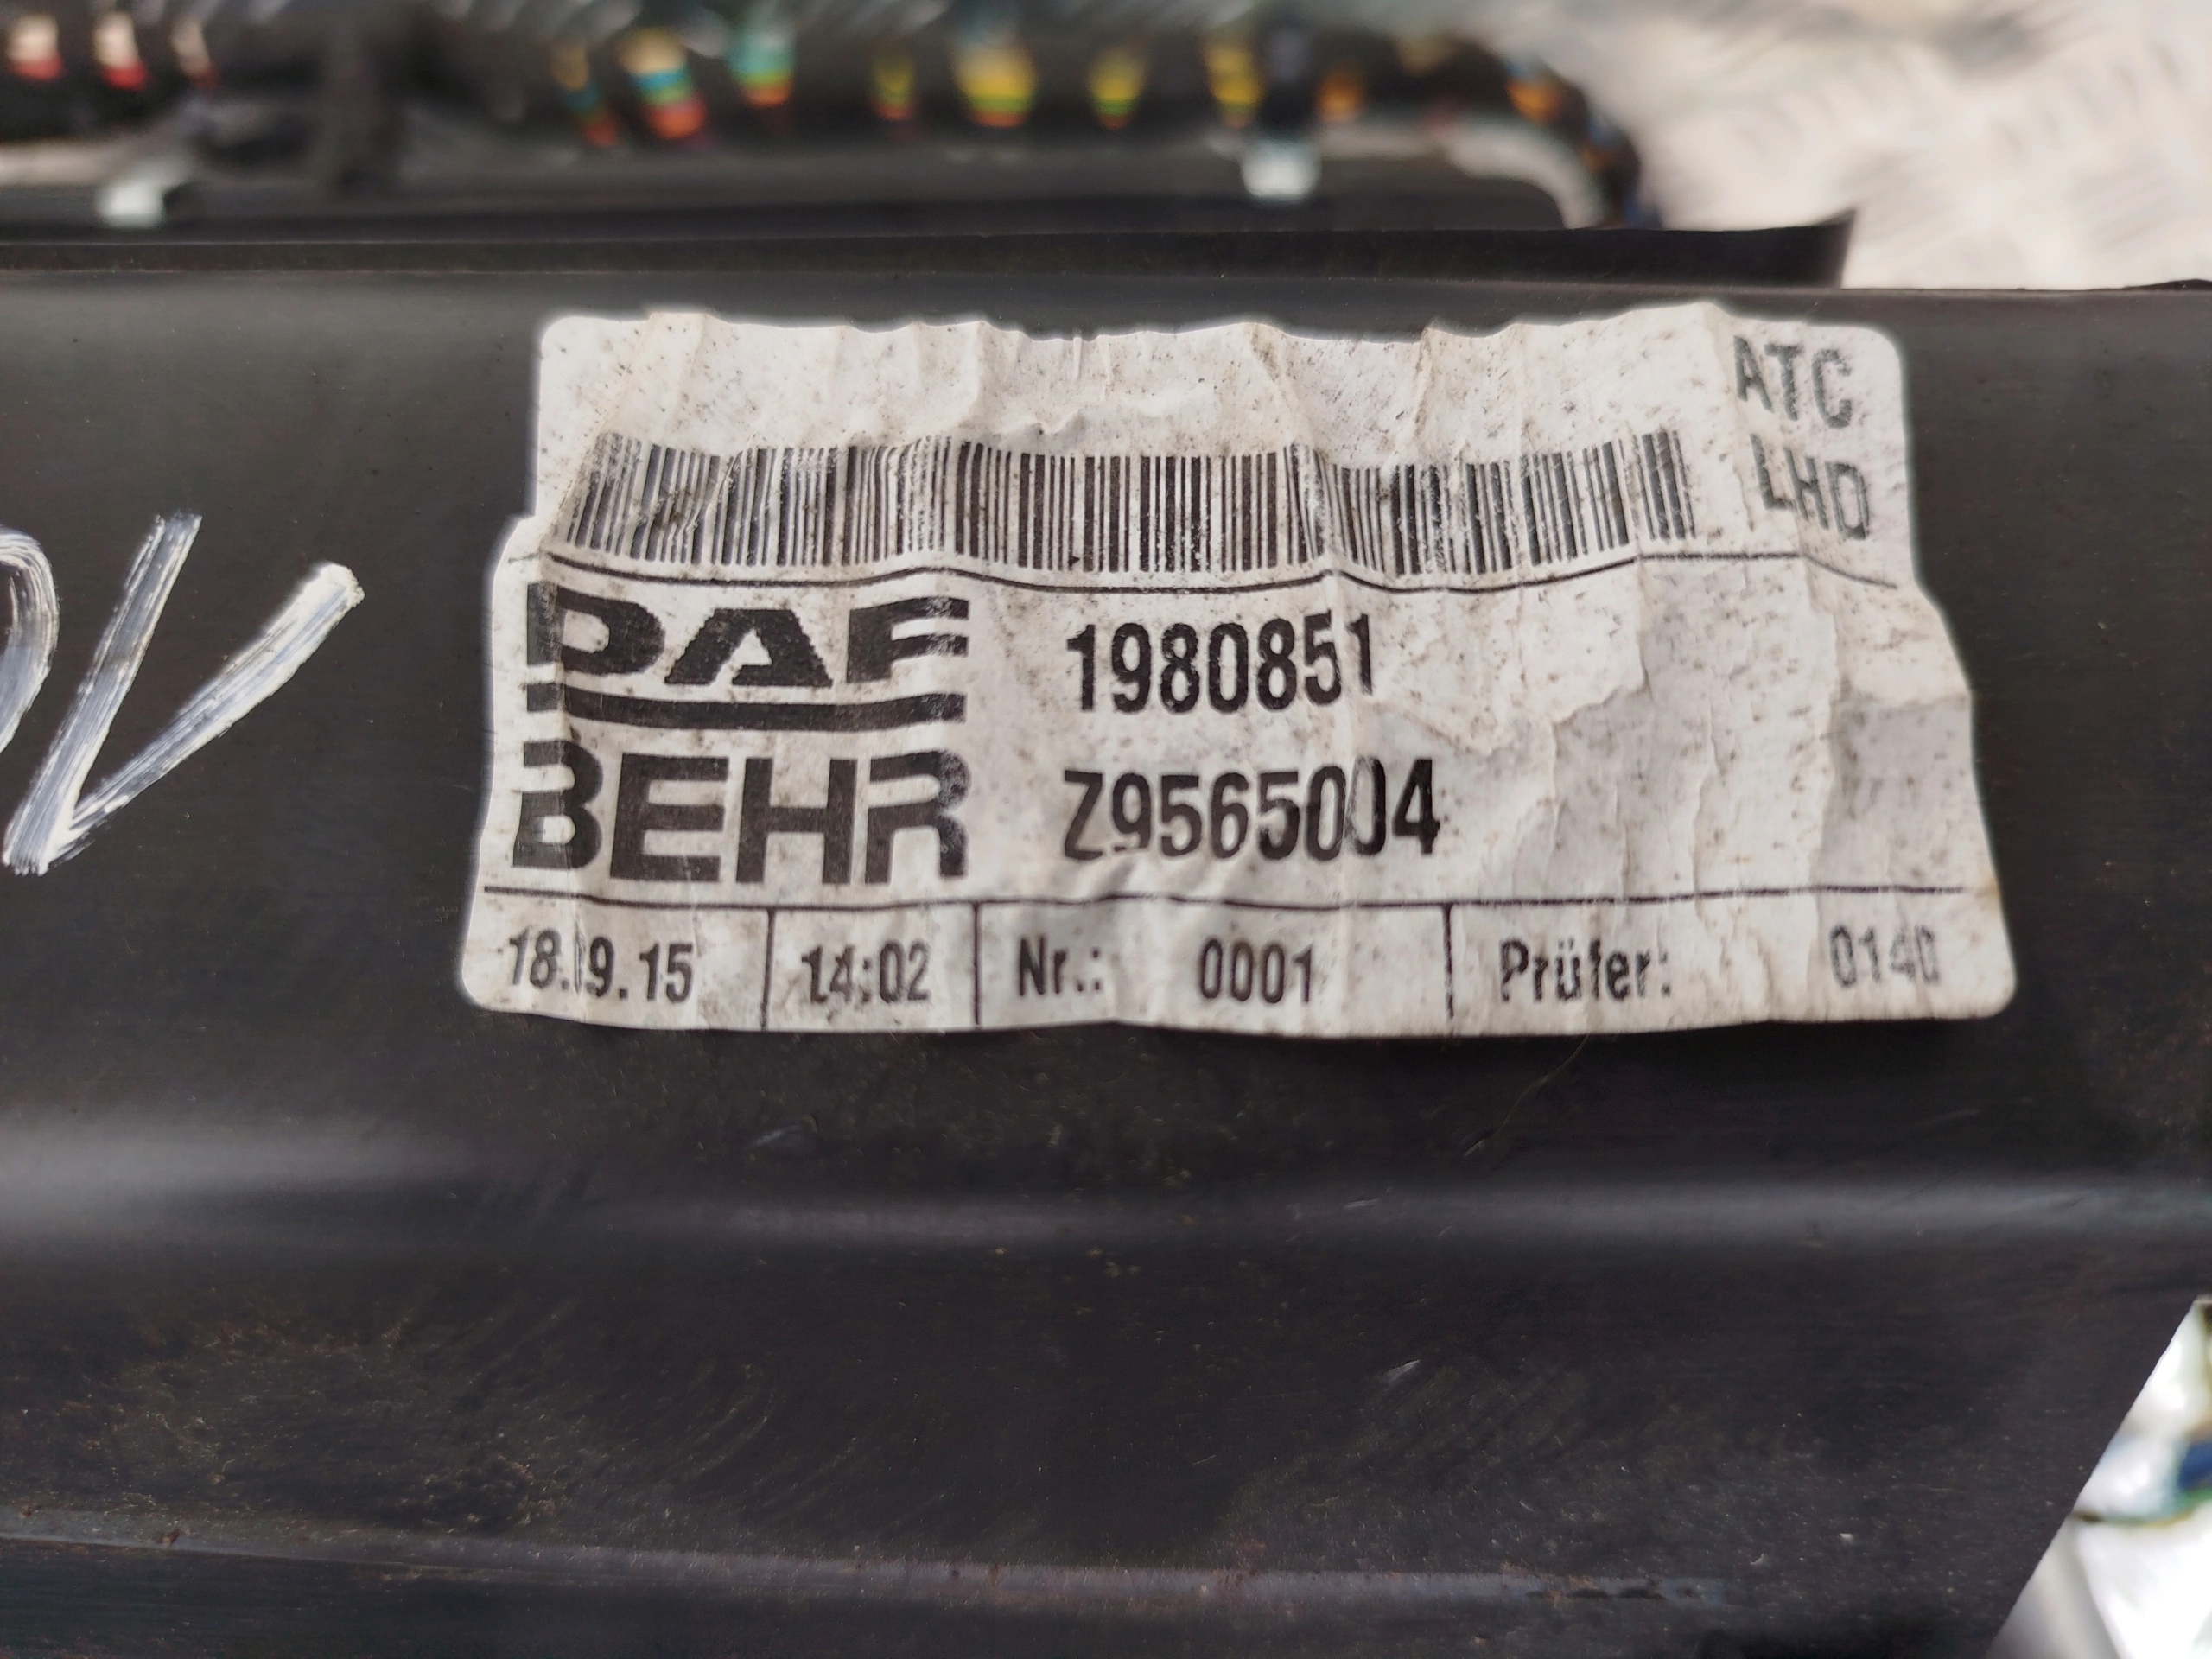 ATC
LHD
DAF 1980851
BEHR Z9565004
18.09.15 14:02 Nr.: 0001 Prüfer: 0140